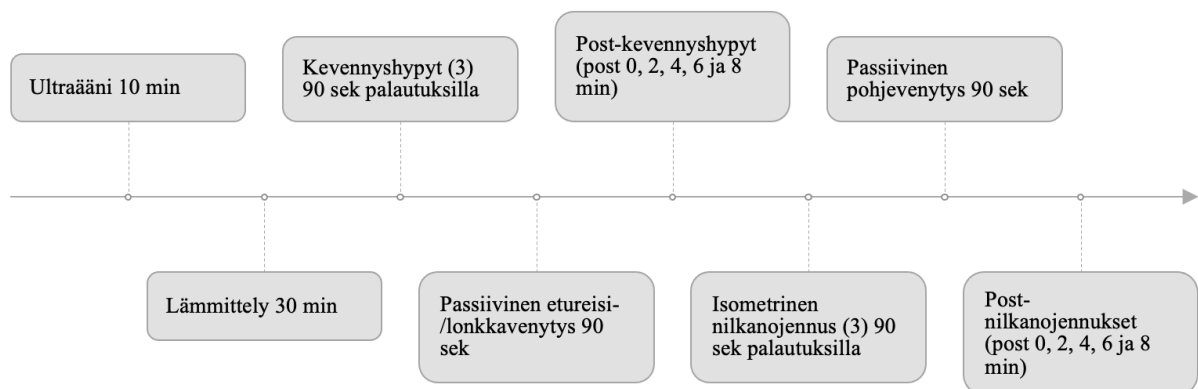 Ultraääni 10 min
Lämmittely 30 min
Kevennyshypyt (3)
90 sek palautuksilla
Passiivinen etureisi-
/lonkkavenytys 90
sek
Post-kevennyshypyt
(post 0, 2, 4, 6 ja 8
min)
Isometrinen
nilkanojennus (3) 90
sek palautuksilla
Passiivinen
pohjevenytys 90 sek
Post-
nilkanojennukset
(post 0, 2, 4, 6 ja 8
min)